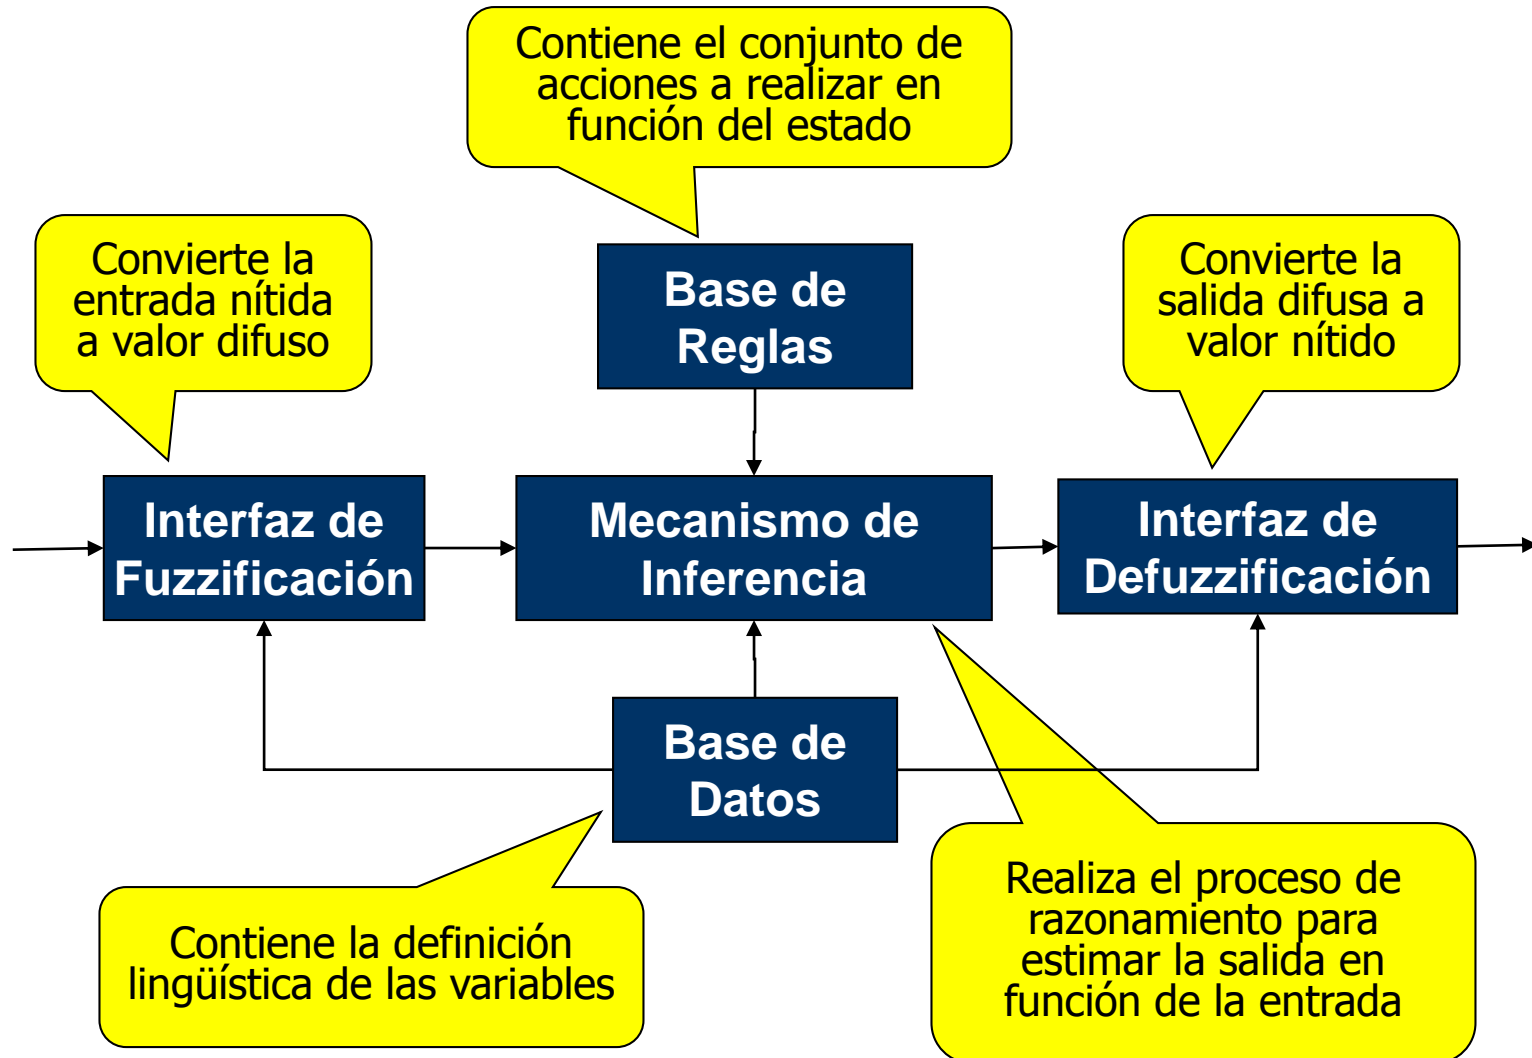 Contiene el conjunto de
acciones a realizar en
función del estado
Convierte la
entrada nítida
a valor difuso
Base de
Reglas
Convierte la
salida difusa a
valor nítido
Interfaz de
Fuzzificación
Mecanismo de
Inferencia
Interfaz de
Defuzzificación
Base de
Datos
Contiene la definición
lingüística de las variables
Realiza el proceso de
razonamiento para
estimar la salida en
función de la entrada